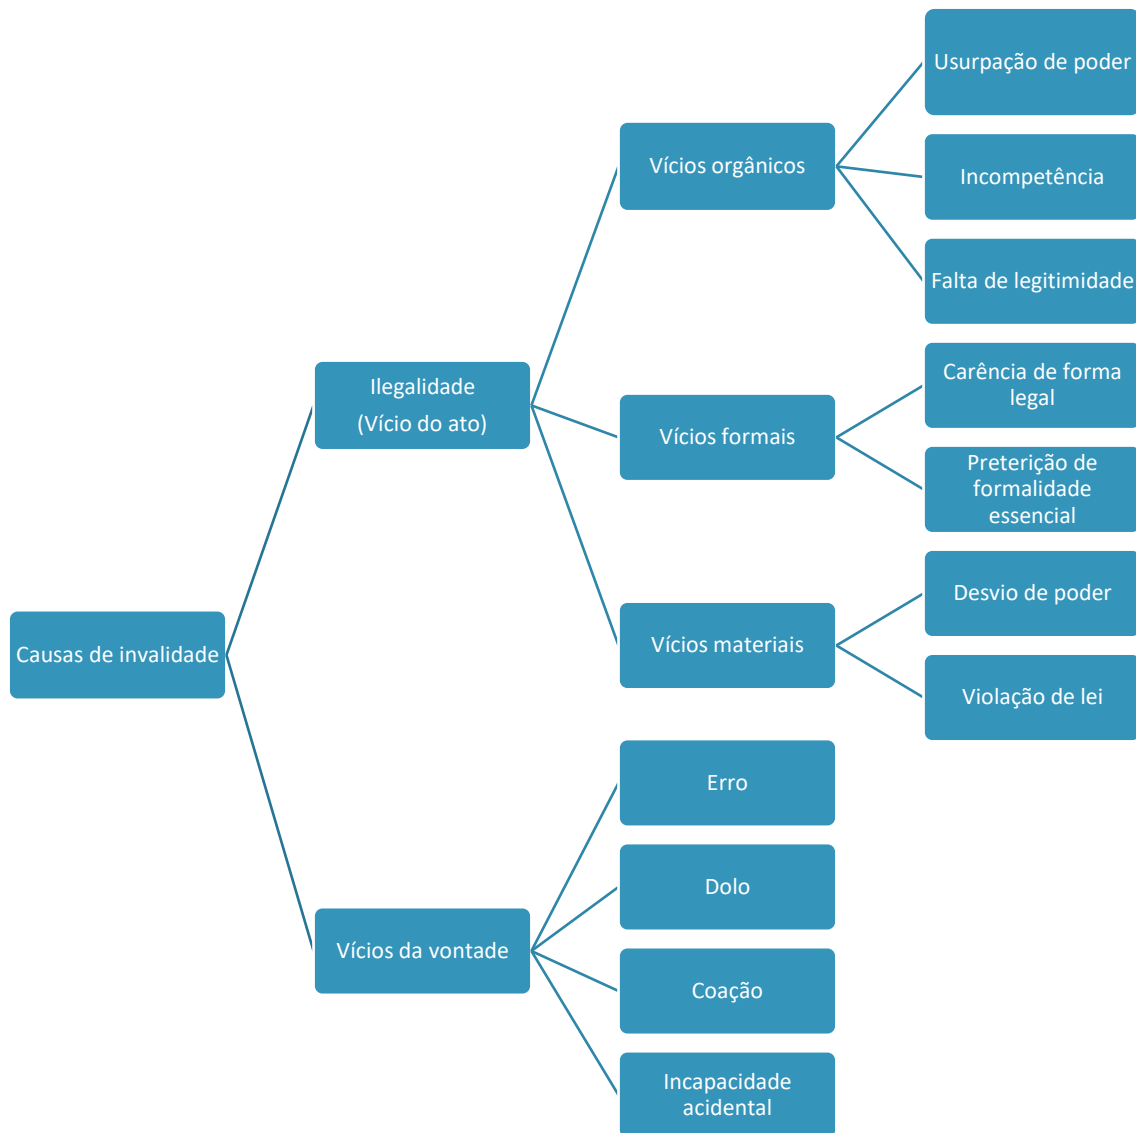 Causas de invalidade
Ilegalidade
(Vício do ato)
Vícios orgânicos
Usurpação de poder
Incompetência
Falta de legitimidade
Vícios formais
Carência de forma
legal
Preterição de
formalidade
essencial
Vícios materiais
Desvio de poder
Violação de lei
Vícios da vontade
Erro
Dolo
Coação
Incapacidade
acidental